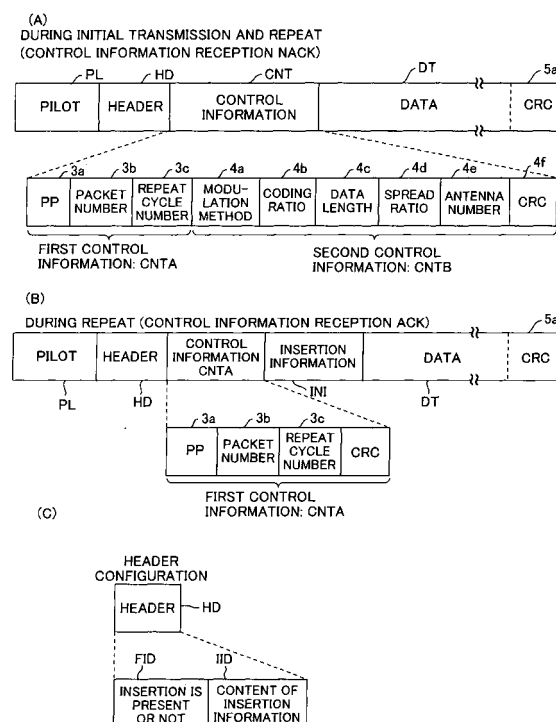 (A)
DURING INITIAL TRANSMISSION AND REPEAT
(CONTROL INFORMATION RECEPTION NACK)
PL HD CNT DT 5a
PILOT HEADER CONTROL INFORMATION DATA CRC
3a 3b 3c 4a 4b 4c 4d 4e 4f
PP PACKET NUMBER REPEAT CYCLE NUMBER MODU-LATION METHOD CODING RATIO DATA LENGTH SPREAD RATIO ANTENNA NUMBER CRC
FIRST CONTROL INFORMATION: CNTA
SECOND CONTROL INFORMATION: CNTB
(B)
DURING REPEAT (CONTROL INFORMATION RECEPTION ACK)
5a
PILOT HEADER CONTROL INFORMATION CNTA INSERTION INFORMATION DATA CRC
PL HD INI DT
3a 3b 3c
PP PACKET NUMBER REPEAT CYCLE NUMBER CRC
FIRST CONTROL
INFORMATION: CNTA
(C)
HEADER
CONFIGURATION
HEADER HD
FID IID
INSERTION IS PRESENT OR NOT
CONTENT OF INSERTION INFORMATION